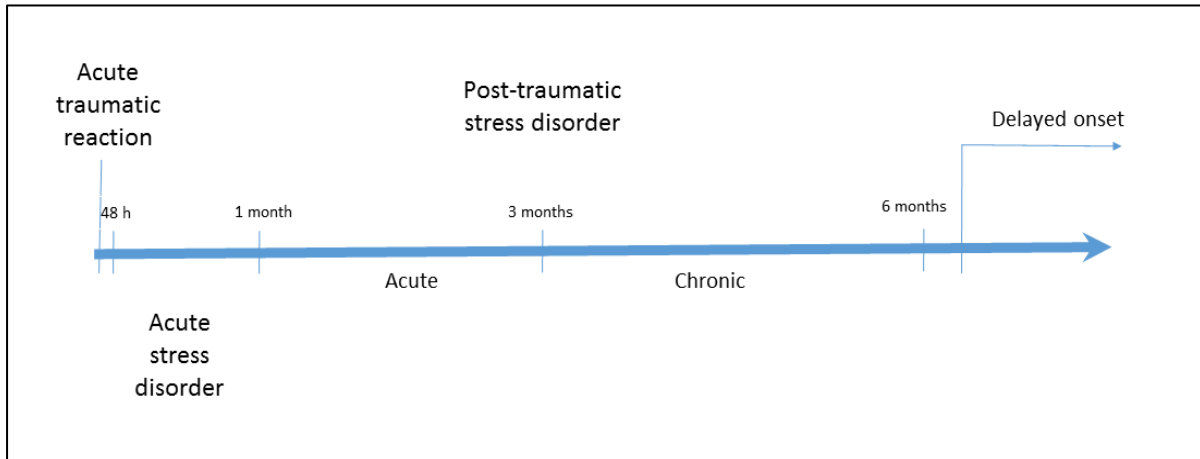 Acute
traumatic
reaction
Post-traumatic
stress disorder
Delayed onset
48 h
1 month
3 months
6 months
Acute
Chronic
Acute
stress
disorder